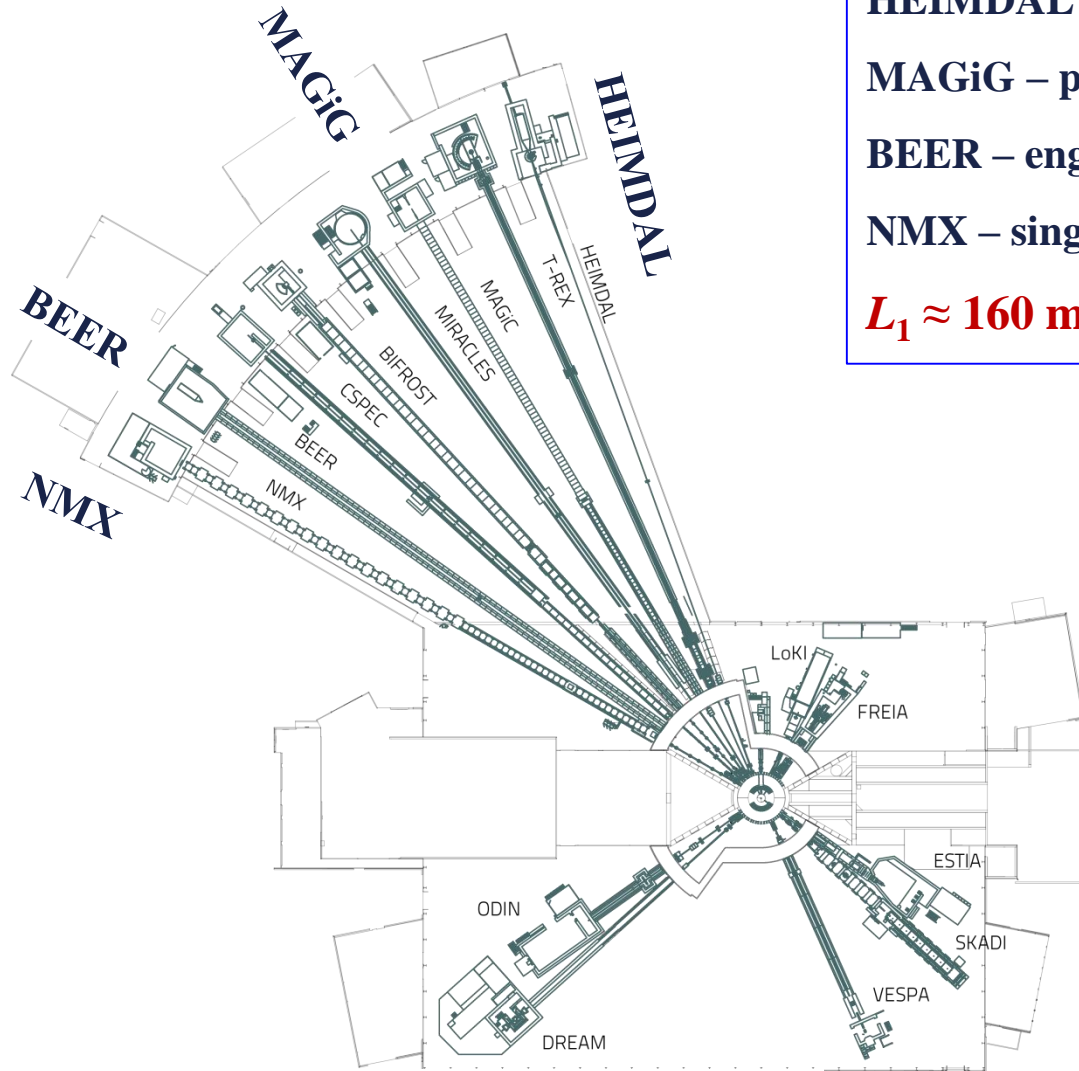 HEIMDAL
MAGiG – p
BEER – eng
NMX – sing
L₁ ≈ 160 m
MAGiG
HEIMDAL
BEER
NMX
HEIMDAL
T-REX
MAGiC
MIRACLES
BIFROST
CSPEC
BEER
NMX
LoKI
FREIA
ESTIA
SKADI
VESPA
ODIN
DREAM